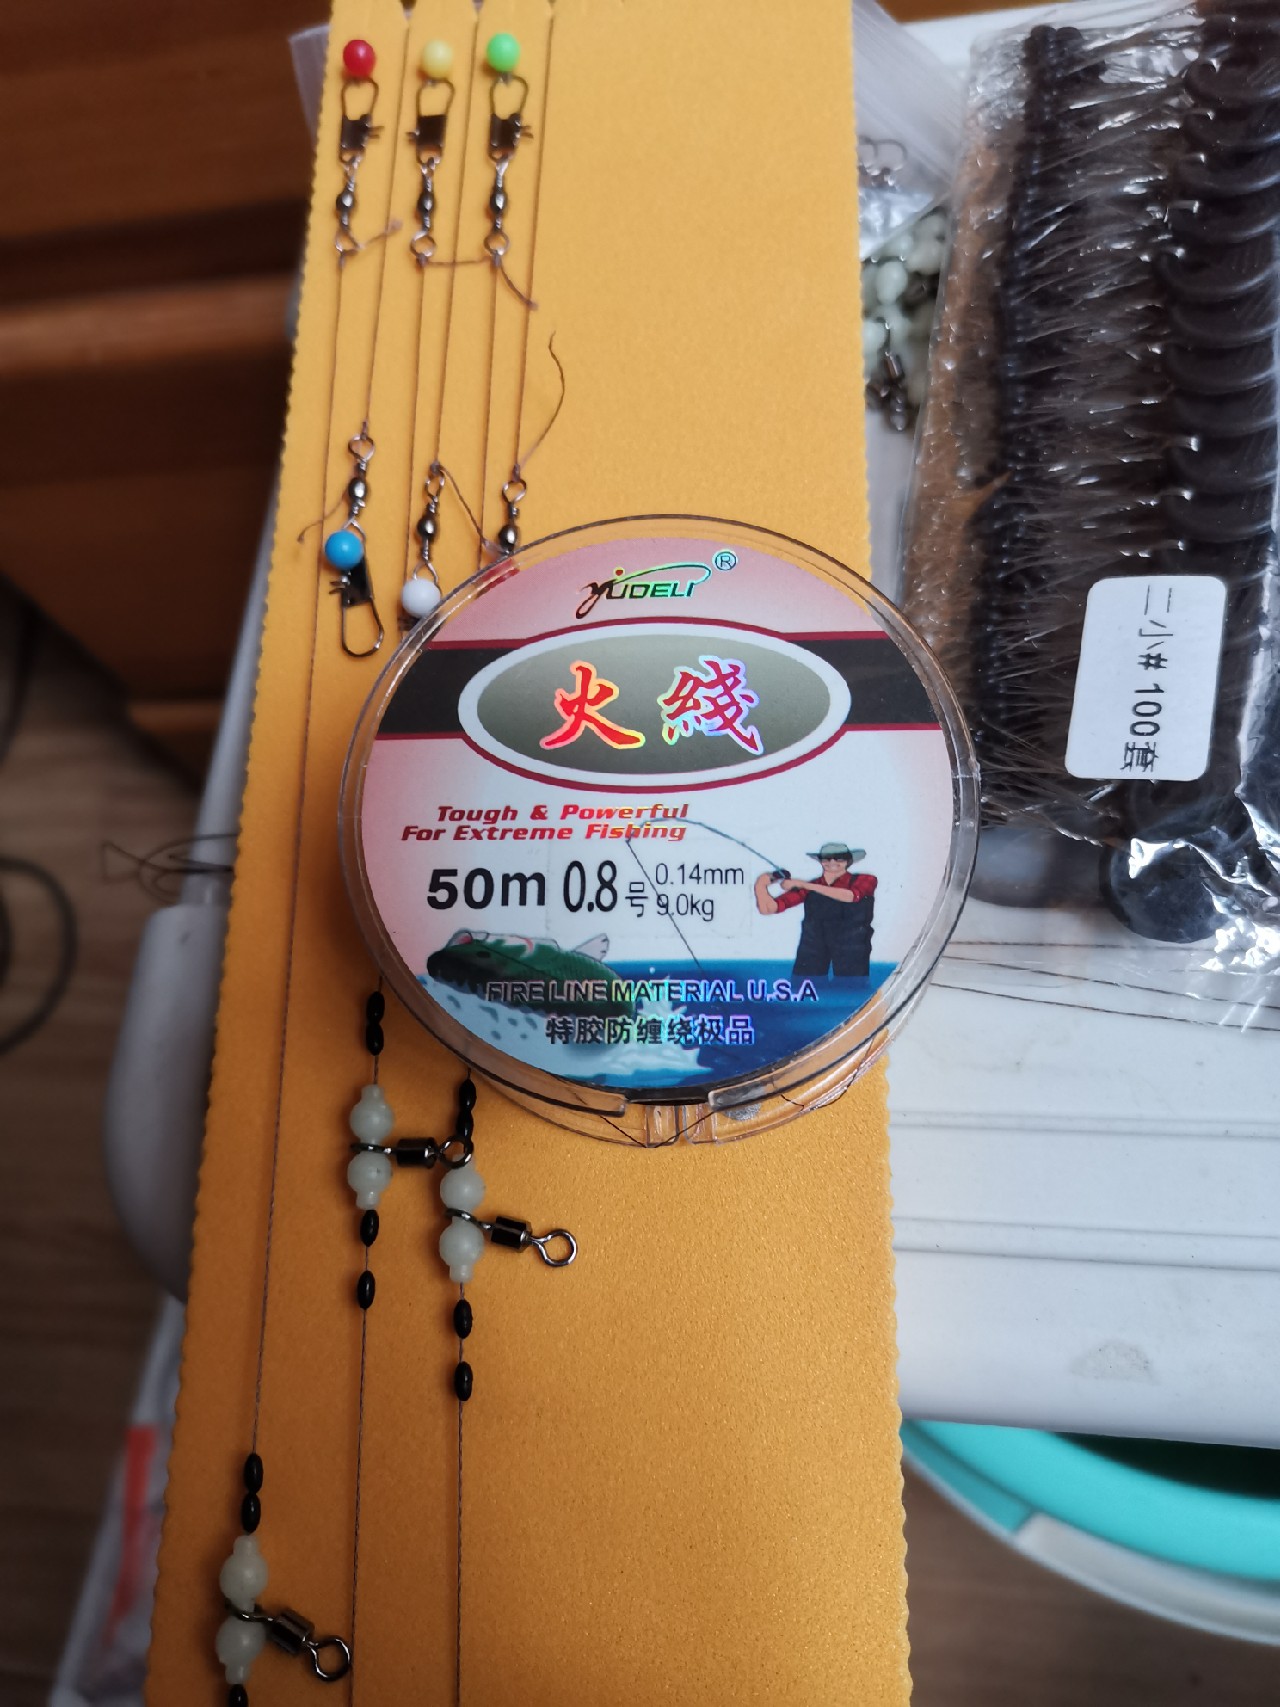 YUDELI ®
火綫
Tough & Powerful
For Extreme Fishing
50m 0.8号 0.14mm
9.0kg
FIRE LINE MATERIAL U.S.A
特胶防缠绕极品
二小# 100套